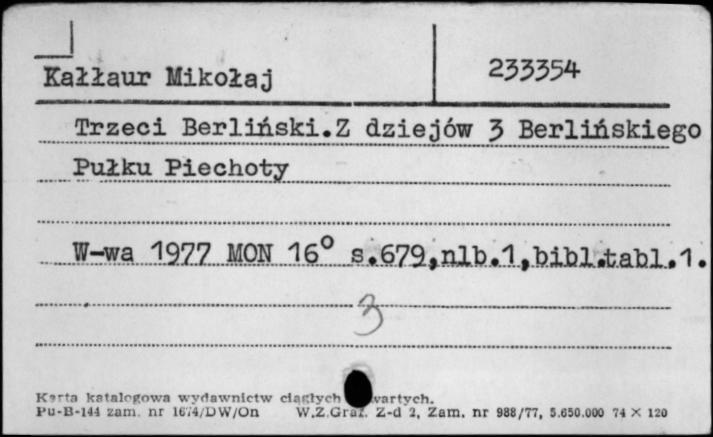 Kałłaur Mikołaj
233354
Trzeci Berliński.Z dziejów 3 Berlińskiego
Pułku Piechoty
W-wa 1977 MON 16° s.679,nlb.1,bibl.tabl.1.
3
Karta katalogowa wydawnictw ciągłych
Pu-B-144 zam. nr 1674/DW/On W.Z.Graf. Z-d 2, Zam. nr 988/77, 5.650.000 74 × 120